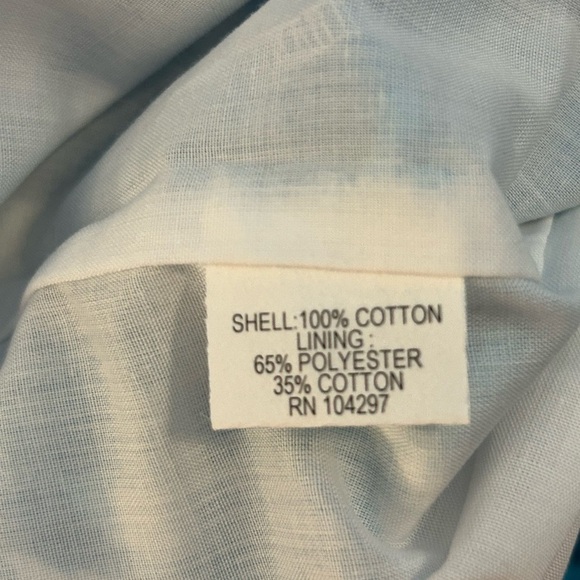 SHELL:100% COTTON
LINING :
65% POLYESTER
35% COTTON
RN 104297